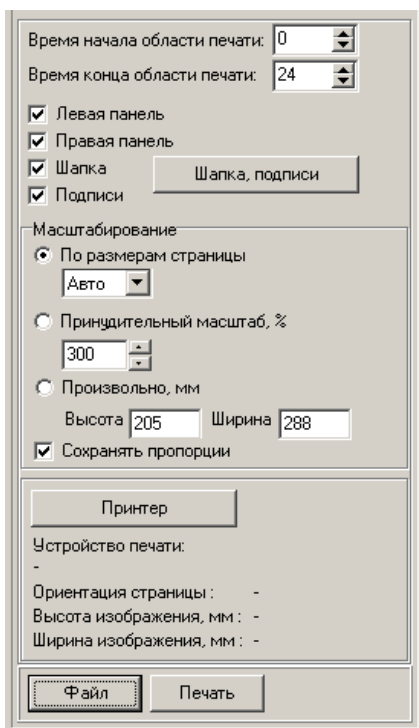 Время начала области печати: 0
Время конца области печати: 24
Левая панель
Правая панель
Шапка
Шапка, подписи
Подписи
Масштабирование
По размерам страницы
Авто
Принудительный масштаб, %
300
Произвольно, мм
Высота 205 Ширина 288
Сохранять пропорции
Принтер
Устройство печати:
-
Ориентация страницы : -
Высота изображения, мм : -
Ширина изображения, мм : -
Файл Печать